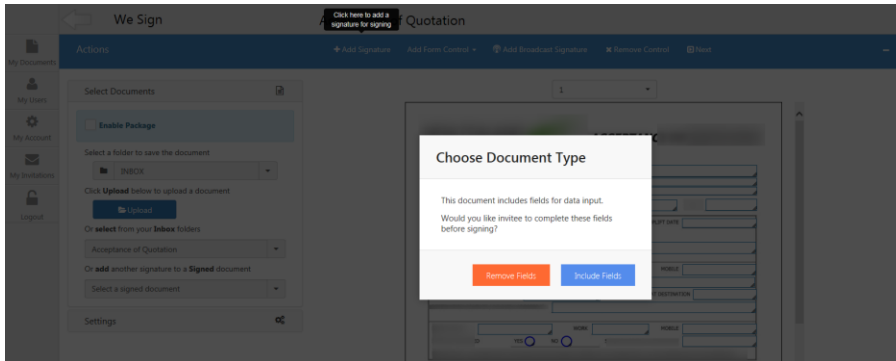 We Sign
Click here to add a
signature for signing
of Quotation
Actions
Add Signature
Add Form Control
Add Broadcast Signature
Remove Control
Next
My Documents
My Users
My Account
My Invitations
Logout
Select Documents
Enable Package
Select a folder to save the document
INBOX
Click Upload below to upload a document
Upload
Or select from your Inbox folders
Acceptance of Quotation
Or add another signature to a Signed document
Select a signed document
Settings
1
Choose Document Type
This document includes fields for data input.
Would you like invitee to complete these fields
before signing?
Remove Fields
Include Fields
DATE
MOBILE
DESTINATION
WORK
MOBILE
YES
NO